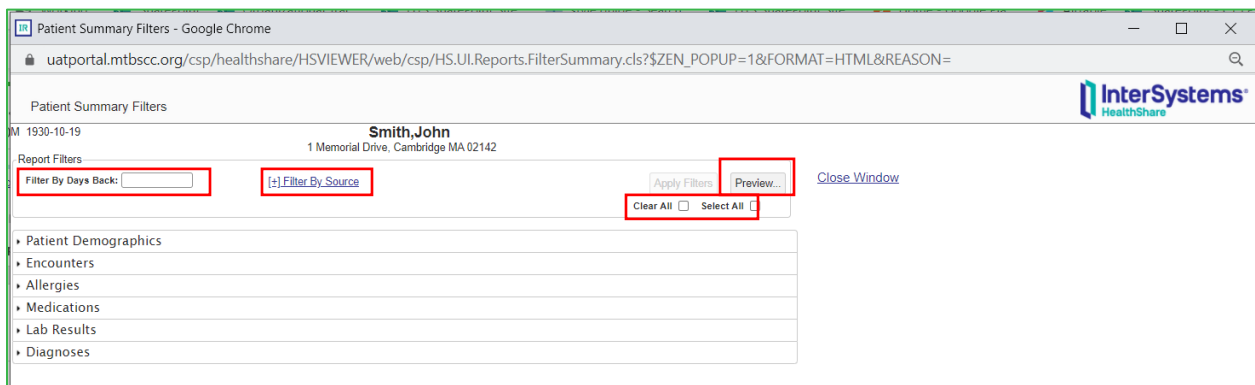 Patient Summary Filters - Google Chrome
uatportal.mtbscc.org/csp/healthshare/HSVIEWER/web/csp/HS.UI.Reports.FilterSummary.cls?$ZEN_POPUP=1&FORMAT=HTML&REASON=
Patient Summary Filters
InterSystems
HealthShare
M 1930-10-19 Smith,John
1 Memorial Drive, Cambridge MA 02142
Report Filters
Filter By Days Back: [+] Filter By Source Apply Filters Preview... Close Window
Clear All Select All
Patient Demographics
Encounters
Allergies
Medications
Lab Results
Diagnoses